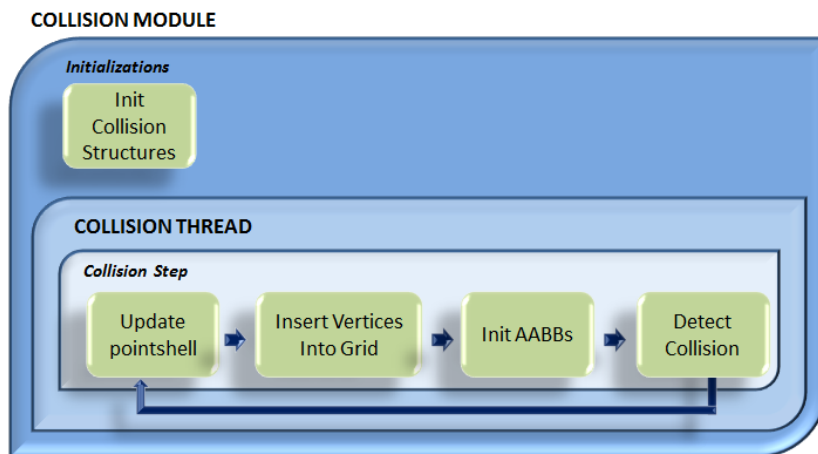 COLLISION MODULE
Initializations
Init
Collision
Structures
COLLISION THREAD
Collision Step
Update
pointshell
Insert Vertices
Into Grid
Init AABBs
Detect
Collision